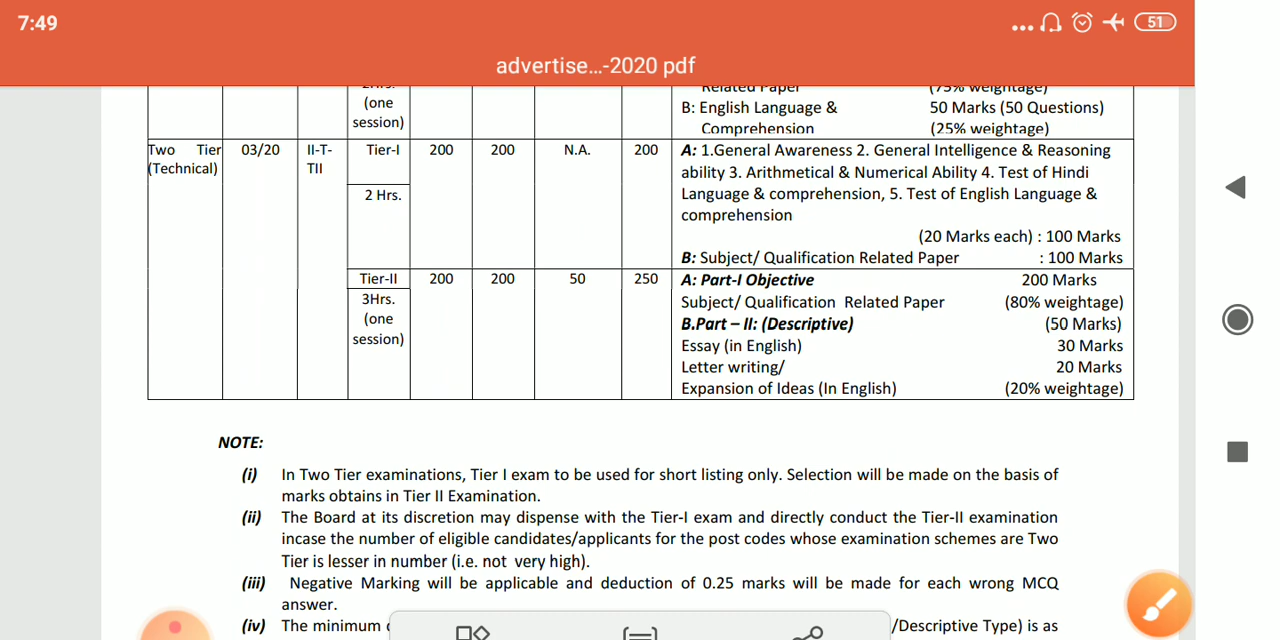 7:49
51
advertise...-2020 pdf
2Hrs.
(one
session)
Related Paper (75% weightage)
B: English Language & 50 Marks (50 Questions)
Comprehension (25% weightage)
Two Tier (Technical) 03/20 II-T-TII
Tier-I 200 200 N.A. 200
2 Hrs.
A: 1.General Awareness 2. General Intelligence & Reasoning
ability 3. Arithmetical & Numerical Ability 4. Test of Hindi
Language & comprehension, 5. Test of English Language &
comprehension
(20 Marks each) : 100 Marks
B: Subject/ Qualification Related Paper : 100 Marks
Tier-II 200 200 50 250
3Hrs.
(one
session)
A: Part-I Objective 200 Marks
Subject/ Qualification Related Paper (80% weightage)
B.Part – II: (Descriptive) (50 Marks)
Essay (in English) 30 Marks
Letter writing/ 20 Marks
Expansion of Ideas (In English) (20% weightage)
NOTE:
(i) In Two Tier examinations, Tier I exam to be used for short listing only. Selection will be made on the basis of
marks obtains in Tier II Examination.
(ii) The Board at its discretion may dispense with the Tier-I exam and directly conduct the Tier-II examination
incase the number of eligible candidates/applicants for the post codes whose examination schemes are Two
Tier is lesser in number (i.e. not very high).
(iii) Negative Marking will be applicable and deduction of 0.25 marks will be made for each wrong MCQ
answer.
(iv) The minimum /Descriptive Type) is as